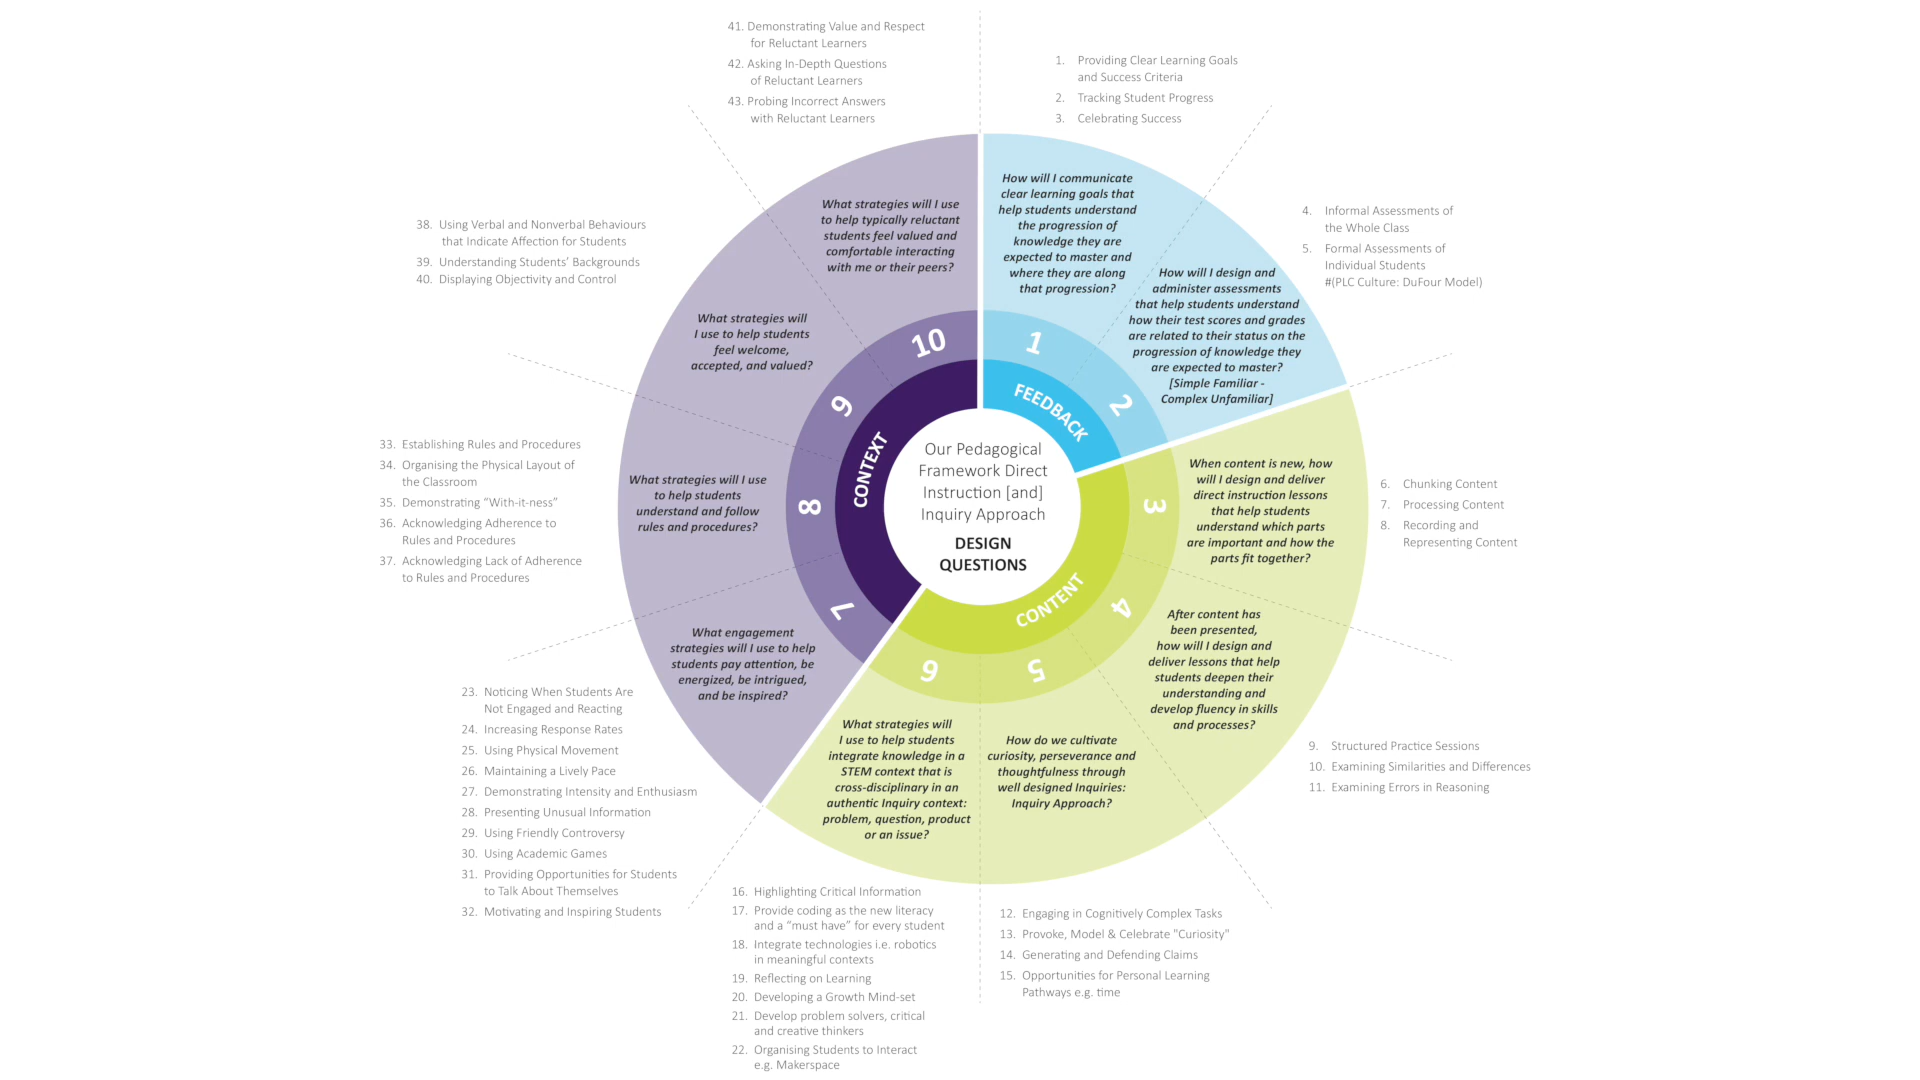 Our Pedagogical
Framework Direct
Instruction [and]
Inquiry Approach
DESIGN
QUESTIONS
FEEDBACK
1
How will I communicate
clear learning goals that
help students understand
the progression of
knowledge they are
expected to master and
where they are along
that progression?
1. Providing Clear Learning Goals
and Success Criteria
2. Tracking Student Progress
3. Celebrating Success
2
How will I design and
administer assessments
that help students understand
how their test scores and grades
are related to their status on the
progression of knowledge they
are expected to master?
[Simple Familiar -
Complex Unfamiliar]
4. Informal Assessments of
the Whole Class
5. Formal Assessments of
Individual Students
#(PLC Culture: DuFour Model)
CONTENT
3
When content is new, how
will I design and deliver
direct instruction lessons
that help students
understand which parts
are important and how the
parts fit together?
6. Chunking Content
7. Processing Content
8. Recording and
Representing Content
4
After content has
been presented,
how will I design and
deliver lessons that help
students deepen their
understanding and
develop fluency in skills
and processes?
9. Structured Practice Sessions
10. Examining Similarities and Differences
11. Examining Errors in Reasoning
5
How do we cultivate
curiosity, perseverance and
thoughtfulness through
well designed Inquiries:
Inquiry Approach?
12. Engaging in Cognitively Complex Tasks
13. Provoke, Model & Celebrate "Curiosity"
14. Generating and Defending Claims
15. Opportunities for Personal Learning
Pathways e.g. time
6
What strategies will
I use to help students
integrate knowledge in a
STEM context that is
cross-disciplinary in an
authentic Inquiry context:
problem, question, product
or an issue?
16. Highlighting Critical Information
17. Provide coding as the new literacy
and a “must have” for every student
18. Integrate technologies i.e. robotics
in meaningful contexts
19. Reflecting on Learning
20. Developing a Growth Mind-set
21. Develop problem solvers, critical
and creative thinkers
22. Organising Students to Interact
e.g. Makerspace
CONTEXT
7
What engagement
strategies will I use to help
students pay attention, be
energized, be intrigued,
and be inspired?
23. Noticing When Students Are
Not Engaged and Reacting
24. Increasing Response Rates
25. Using Physical Movement
26. Maintaining a Lively Pace
27. Demonstrating Intensity and Enthusiasm
28. Presenting Unusual Information
29. Using Friendly Controversy
30. Using Academic Games
31. Providing Opportunities for Students
to Talk About Themselves
32. Motivating and Inspiring Students
8
What strategies will I use
to help students
understand and follow
rules and procedures?
33. Establishing Rules and Procedures
34. Organising the Physical Layout of
the Classroom
35. Demonstrating “With-it-ness”
36. Acknowledging Adherence to
Rules and Procedures
37. Acknowledging Lack of Adherence
to Rules and Procedures
9
What strategies will
I use to help students
feel welcome,
accepted, and valued?
38. Using Verbal and Nonverbal Behaviours
that Indicate Affection for Students
39. Understanding Students’ Backgrounds
40. Displaying Objectivity and Control
10
What strategies will I use
to help typically reluctant
students feel valued and
comfortable interacting
with me or their peers?
41. Demonstrating Value and Respect
for Reluctant Learners
42. Asking In-Depth Questions
of Reluctant Learners
43. Probing Incorrect Answers
with Reluctant Learners